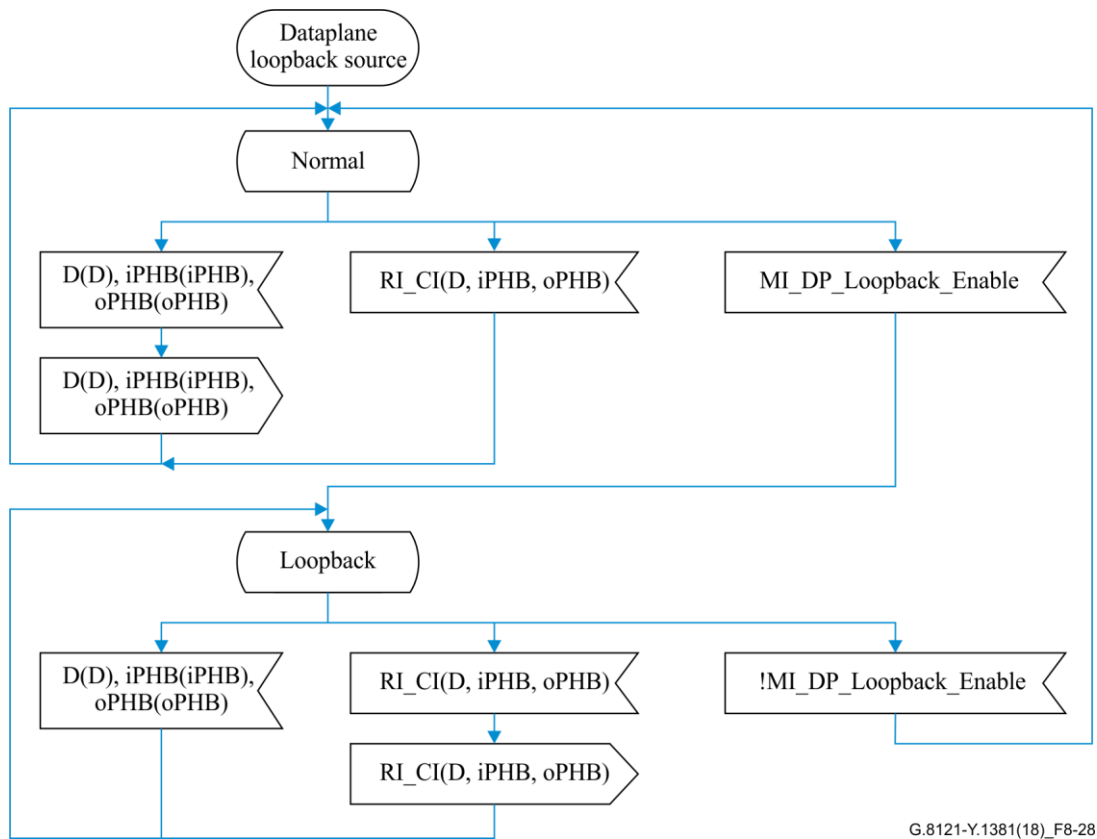 Dataplane
loopback source
Normal
D(D), iPHB(iPHB),
oPHB(oPHB)
RI_CI(D, iPHB, oPHB)
MI_DP_Loopback_Enable
D(D), iPHB(iPHB),
oPHB(oPHB)
Loopback
D(D), iPHB(iPHB),
oPHB(oPHB)
RI_CI(D, iPHB, oPHB)
!MI_DP_Loopback_Enable
RI_CI(D, iPHB, oPHB)
G.8121-Y.1381(18)_F8-28